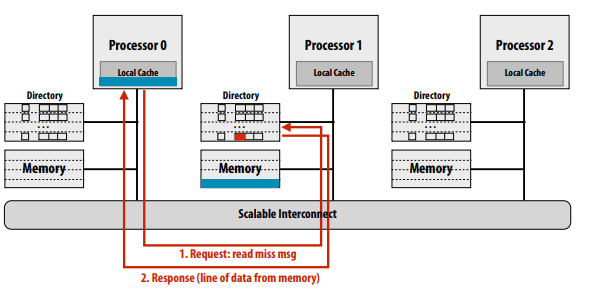 Processor 0
Local Cache
Processor 1
Local Cache
Processor 2
Local Cache
Directory
...
Memory
Directory
...
Memory
Directory
...
Memory
Scalable Interconnect
1. Request: read miss msg
2. Response (line of data from memory)